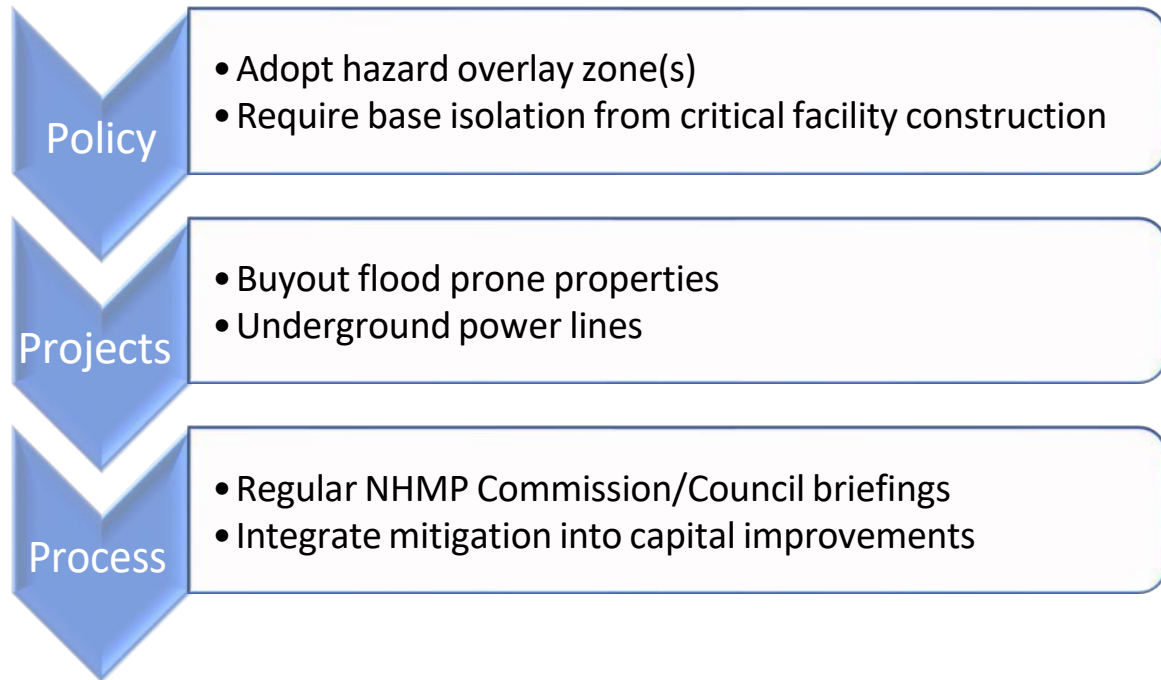 Policy
• Adopt hazard overlay zone(s)
• Require base isolation from critical facility construction
Projects
• Buyout flood prone properties
• Underground power lines
Process
• Regular NHMP Commission/Council briefings
• Integrate mitigation into capital improvements